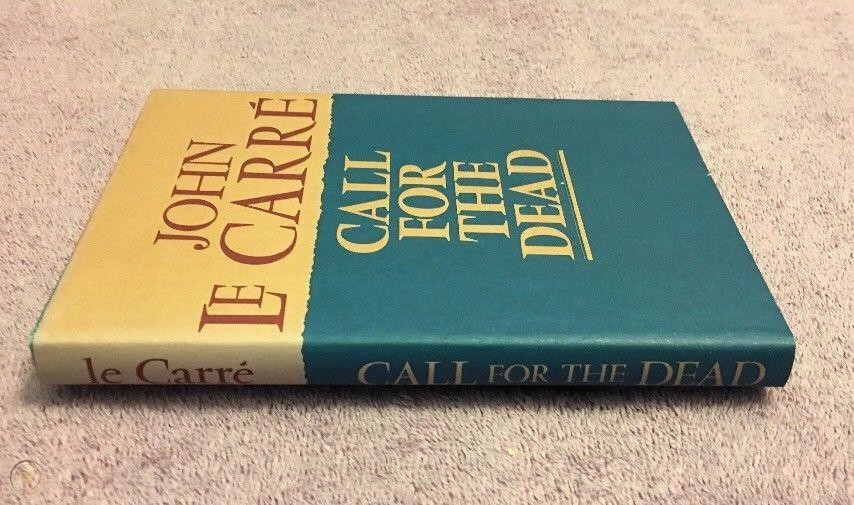 JOHN
LE CARRÉ
CALL
FOR
THE
DEAD
le Carré
CALL FOR THE DEAD